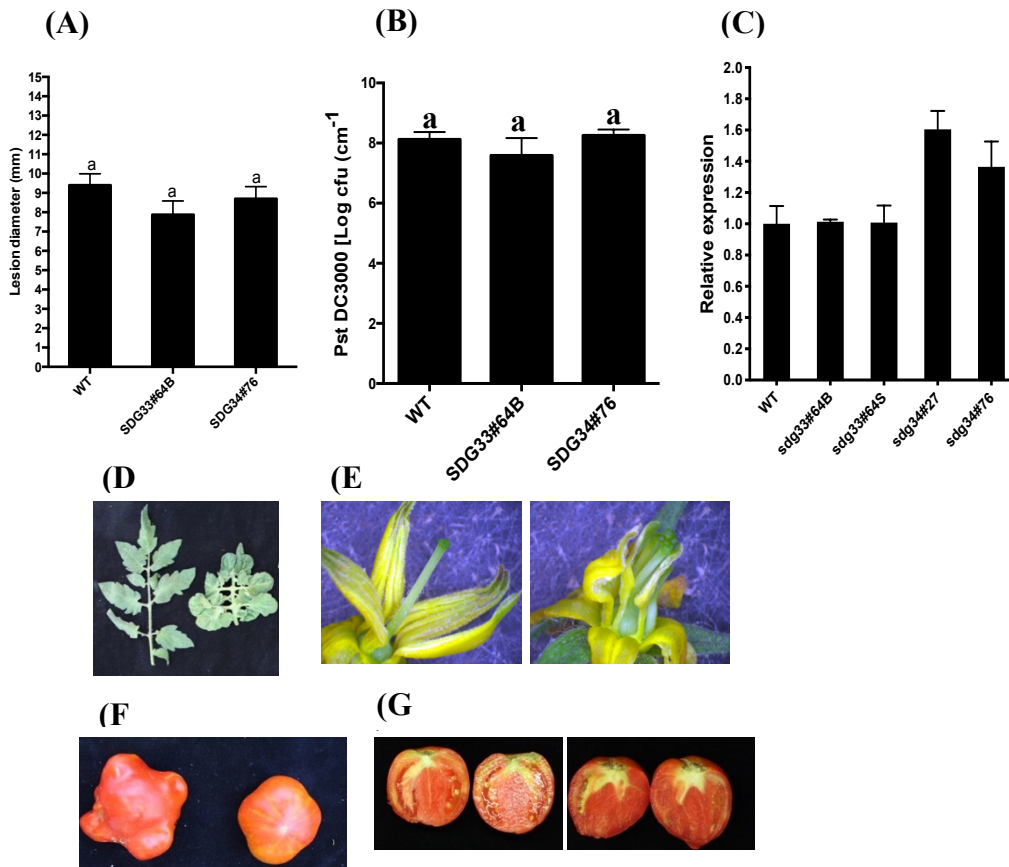 (A)
15
14
13
12
11
10
9
8
7
6
5
4
3
2
1
0
Lesion diameter (mm)
a
a
a
WT
SDG33#64B
SDG34#76
(B)
10
8
6
4
2
0
Pst DC3000 [Log cfu (cm-1
a
a
a
WT
SDG33#64B
SDG34#76
(C)
2.0
1.8
1.6
1.4
1.2
1.0
0.8
0.6
0.4
0.2
0.0
Relative expression
WT
sdg33#64B
sdg33#64S
sdg34#27
sdg34#76
(D
(E
(F
(G